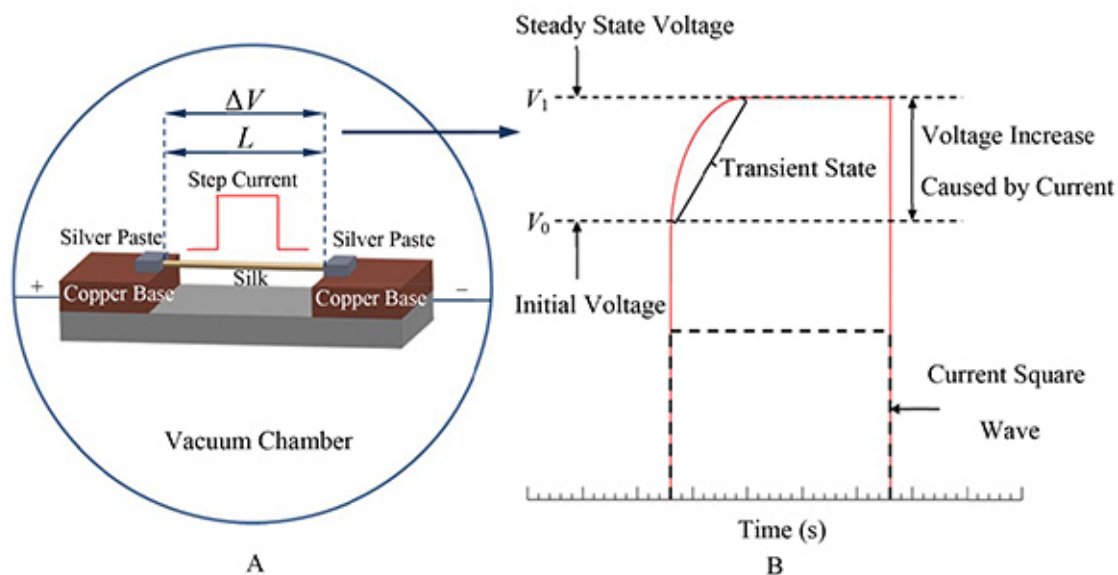 ΔV
L
Step Current
Silver Paste
Silver Paste
Silk
+
Copper Base
Copper Base
−
Vacuum Chamber
A
Steady State Voltage
V₁
Voltage Increase
Transient State
Caused by Current
V₀
Initial Voltage
Current Square
Wave
Time (s)
B